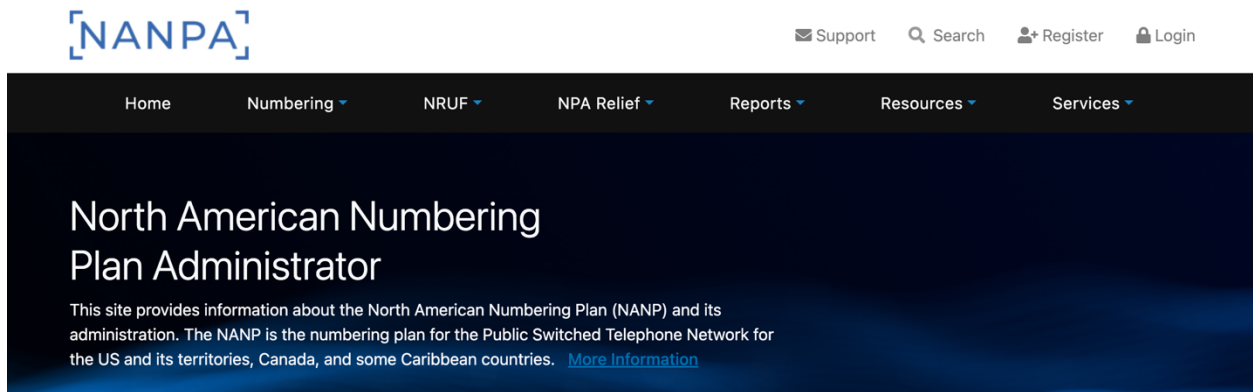 NANPA
Support Search Register Login
Home Numbering NRUF NPA Relief Reports Resources Services
North American Numbering
Plan Administrator
This site provides information about the North American Numbering Plan (NANP) and its
administration. The NANP is the numbering plan for the Public Switched Telephone Network for
the US and its territories, Canada, and some Caribbean countries. More Information